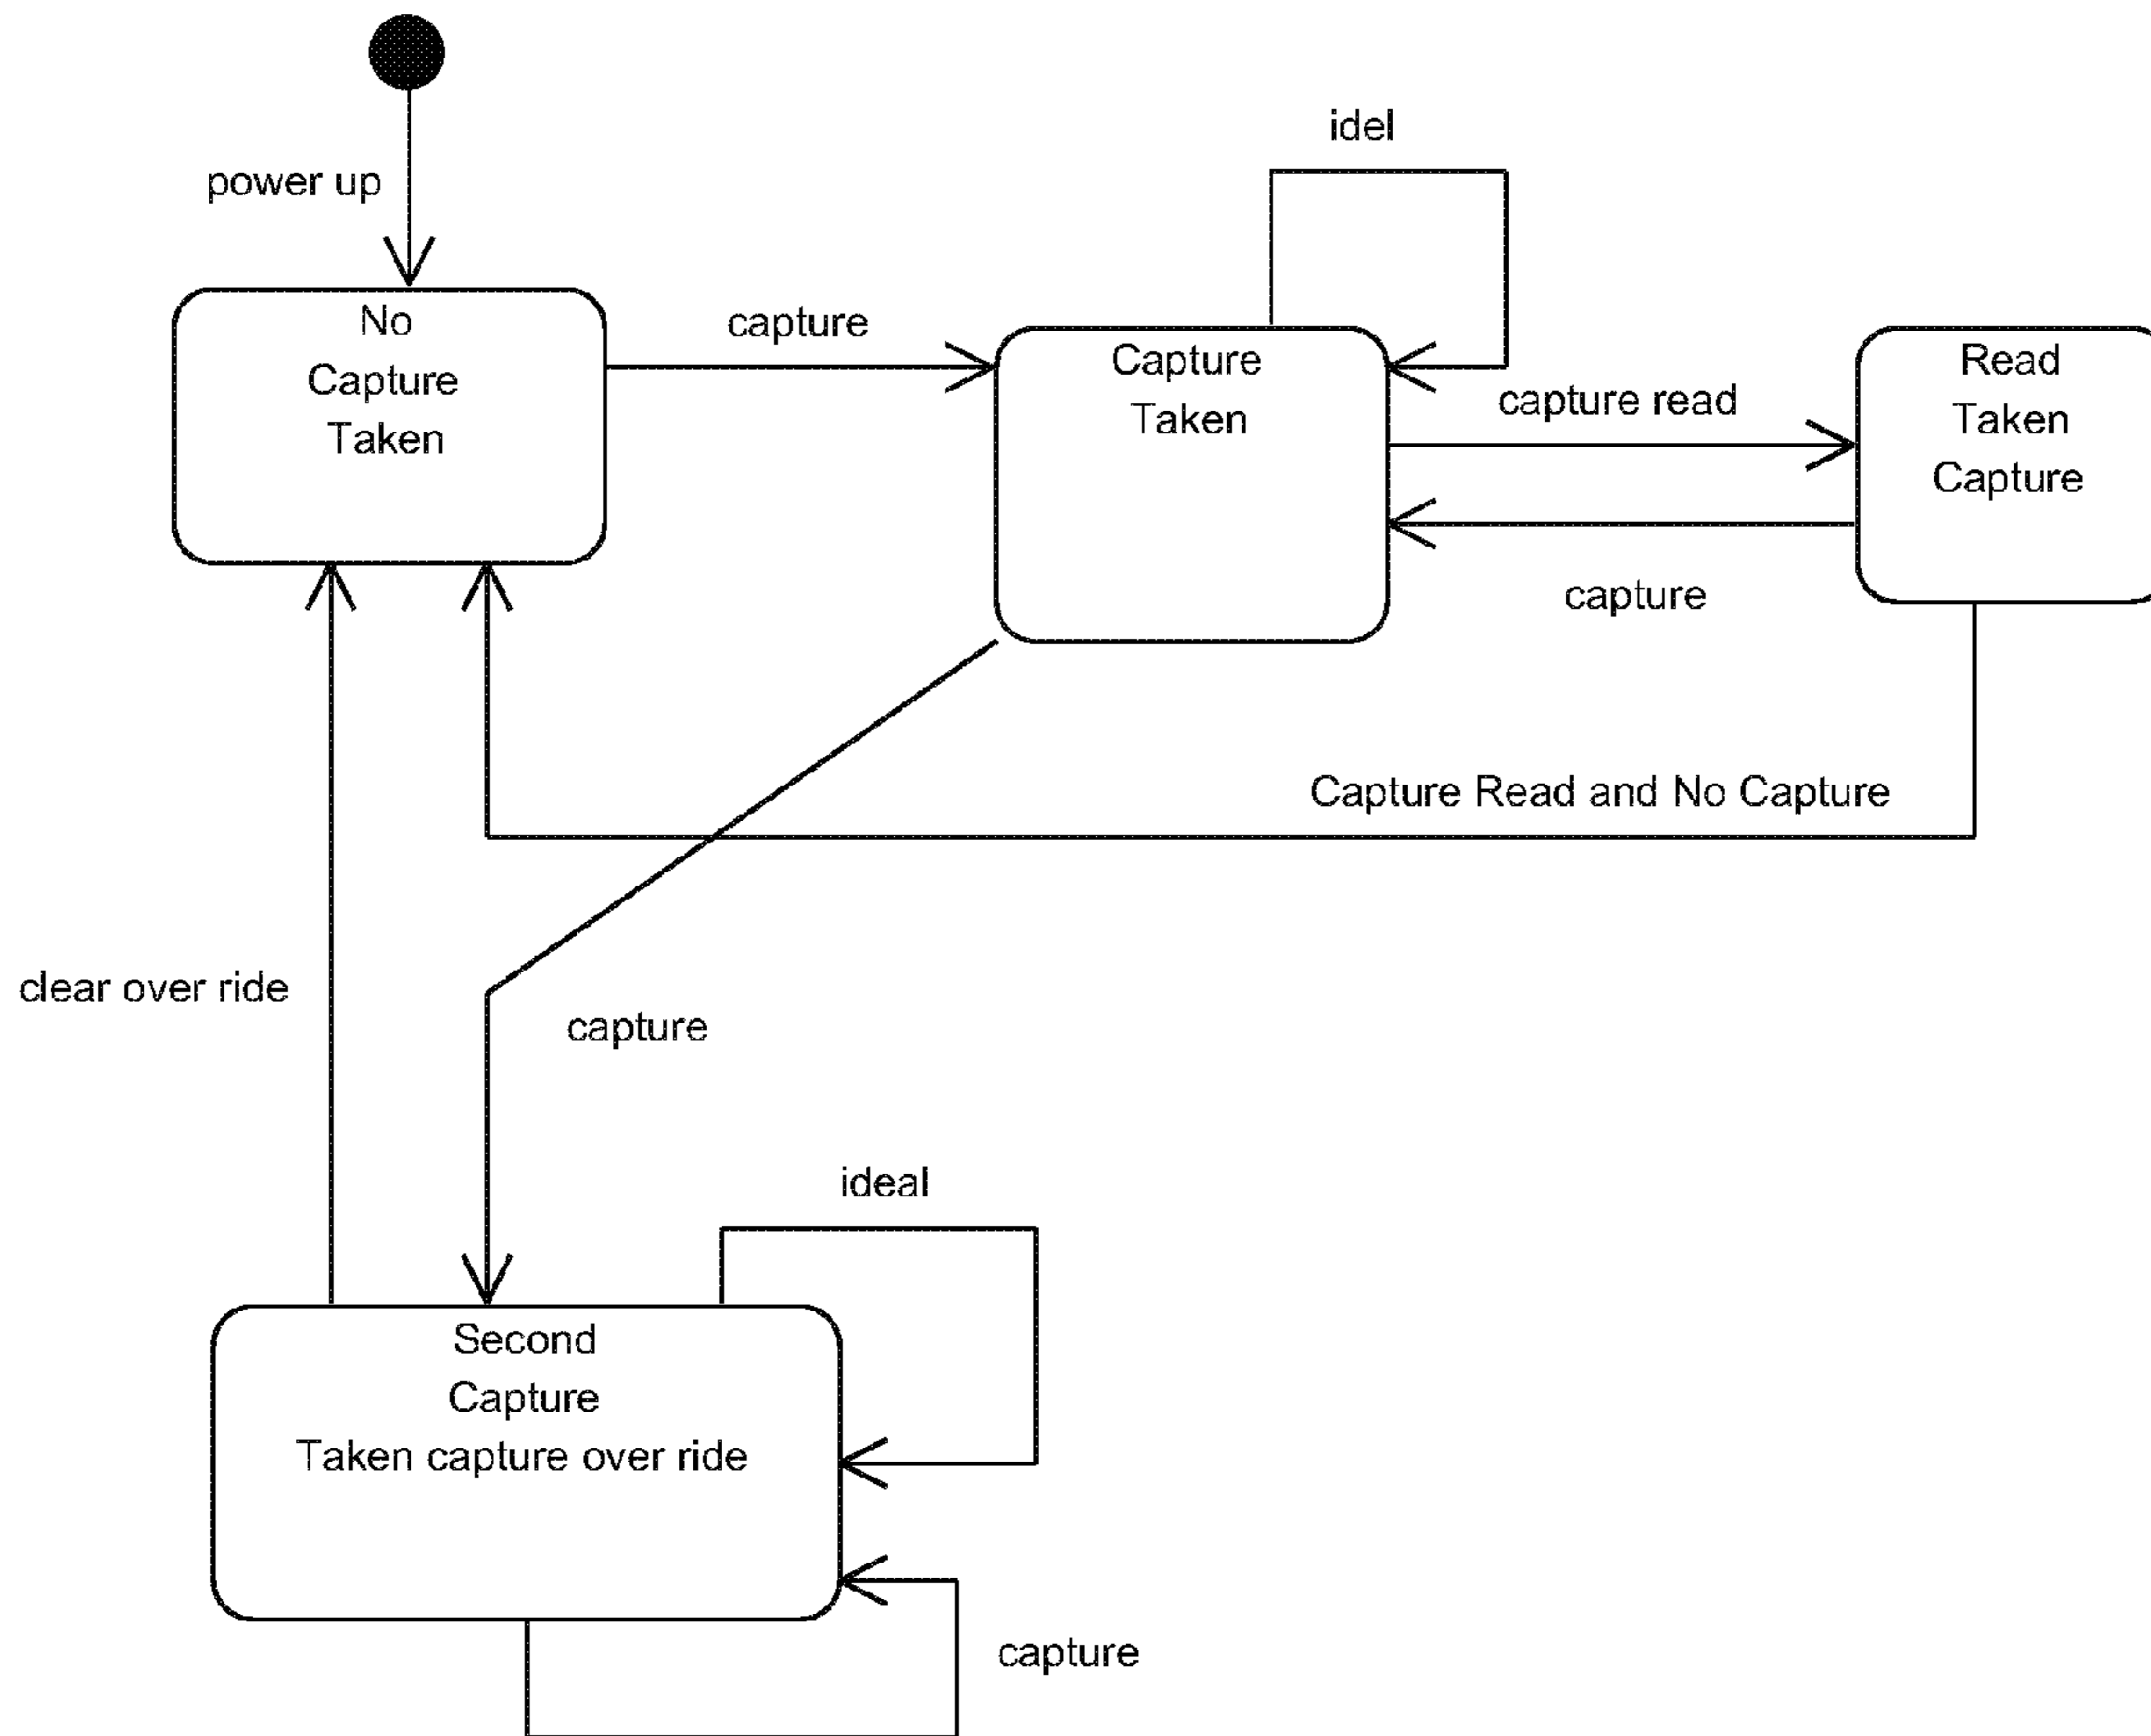 idel
power up
No
Capture
Taken
capture
Capture
Taken
capture read
capture
Read
Taken
Capture
Capture Read and No Capture
clear over ride
capture
ideal
Second
Capture
Taken capture over ride
capture